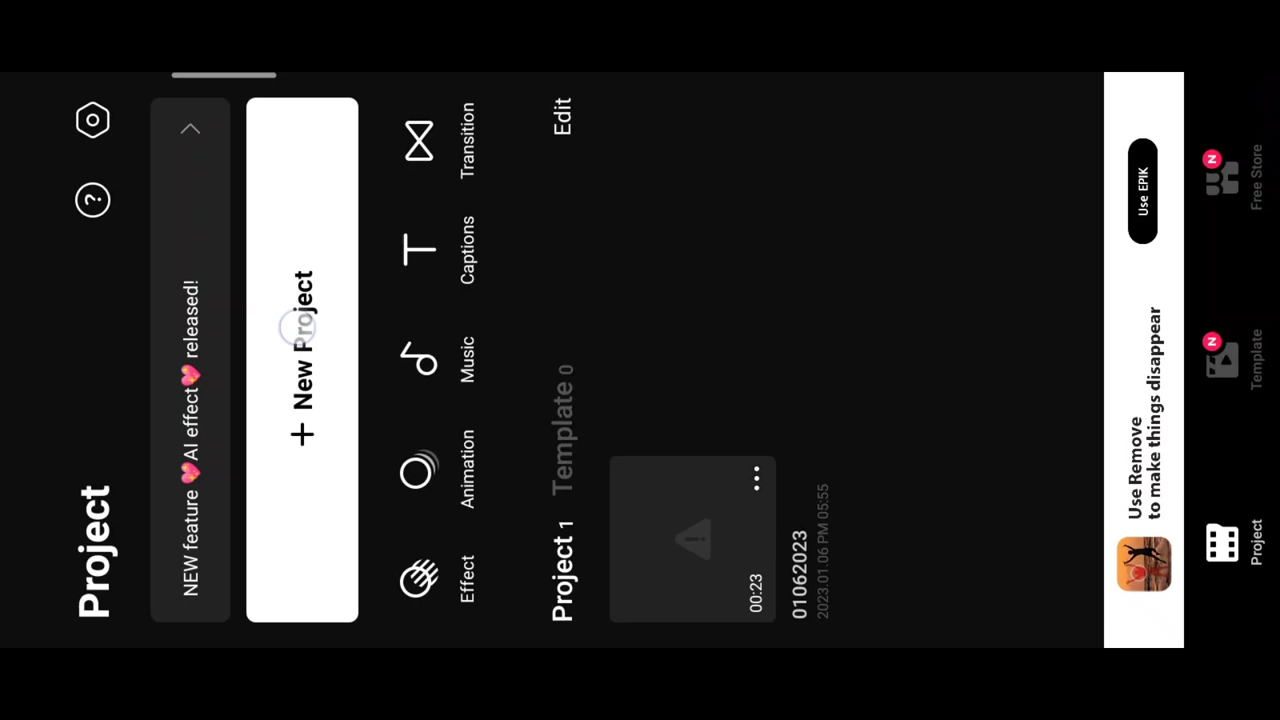 Project
?
NEW feature 💖AI effect💖 released!
+ New Project
Effect
Animation
Music
Captions
Transition
Project 1
Template 0
Edit
00:23
01062023
2023.01.06 PM 05:55
Use Remove
to make things disappear
Use EPIK
Project
N
Template
N
Free Store